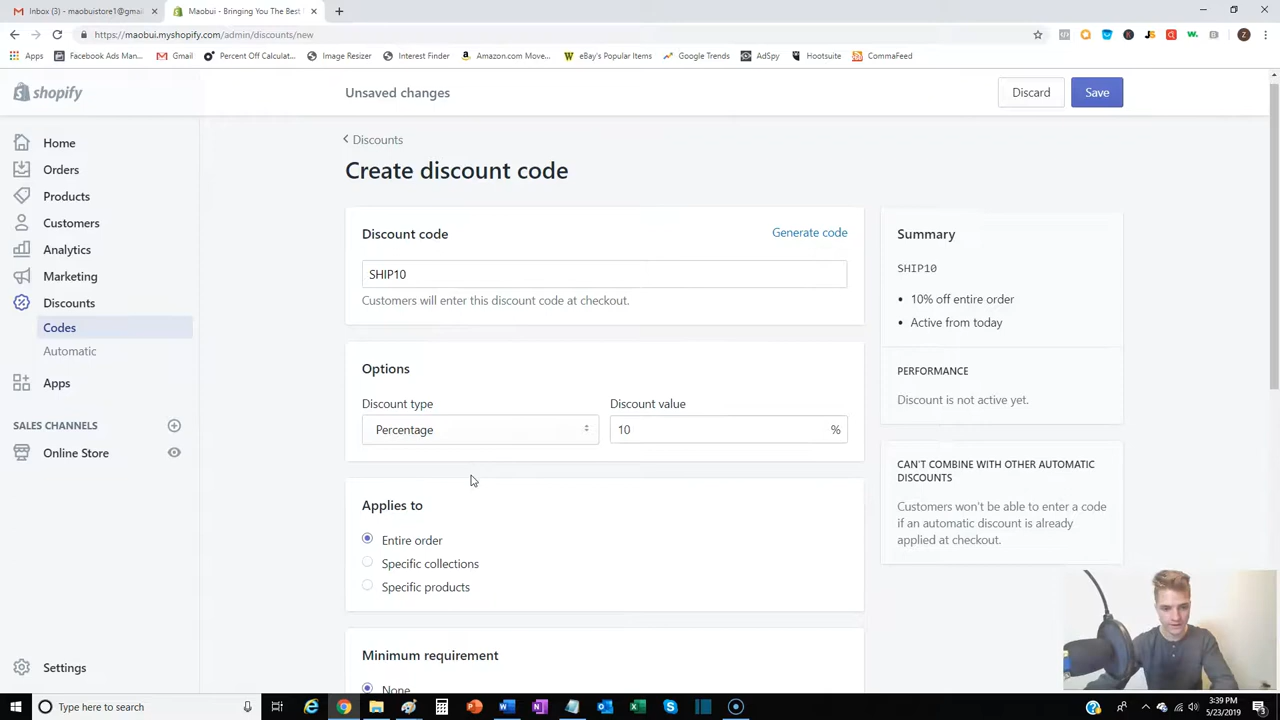 Inbox (3) - maobuistore1@gmail
Maobui - Bringing You The Best
https://maobui.myshopify.com/admin/discounts/new
Apps
Facebook Ads Man...
Gmail
Percent Off Calculat...
Image Resizer
Interest Finder
Amazon.com Move...
eBay's Popular Items
Google Trends
AdSpy
Hootsuite
CommaFeed
shopify
Unsaved changes
Discard
Save
Home
Orders
Products
Customers
Analytics
Marketing
Discounts
Codes
Automatic
Apps
SALES CHANNELS
Online Store
Settings
Discounts
Create discount code
Discount code
Generate code
SHIP10
Customers will enter this discount code at checkout.
Options
Discount type
Discount value
Percentage
10 %
Applies to
Entire order
Specific collections
Specific products
Minimum requirement
None
Summary
SHIP10
• 10% off entire order
• Active from today
PERFORMANCE
Discount is not active yet.
CAN'T COMBINE WITH OTHER AUTOMATIC
DISCOUNTS
Customers won't be able to enter a code
if an automatic discount is already
applied at checkout.
Type here to search
3:39 PM
5/23/2019